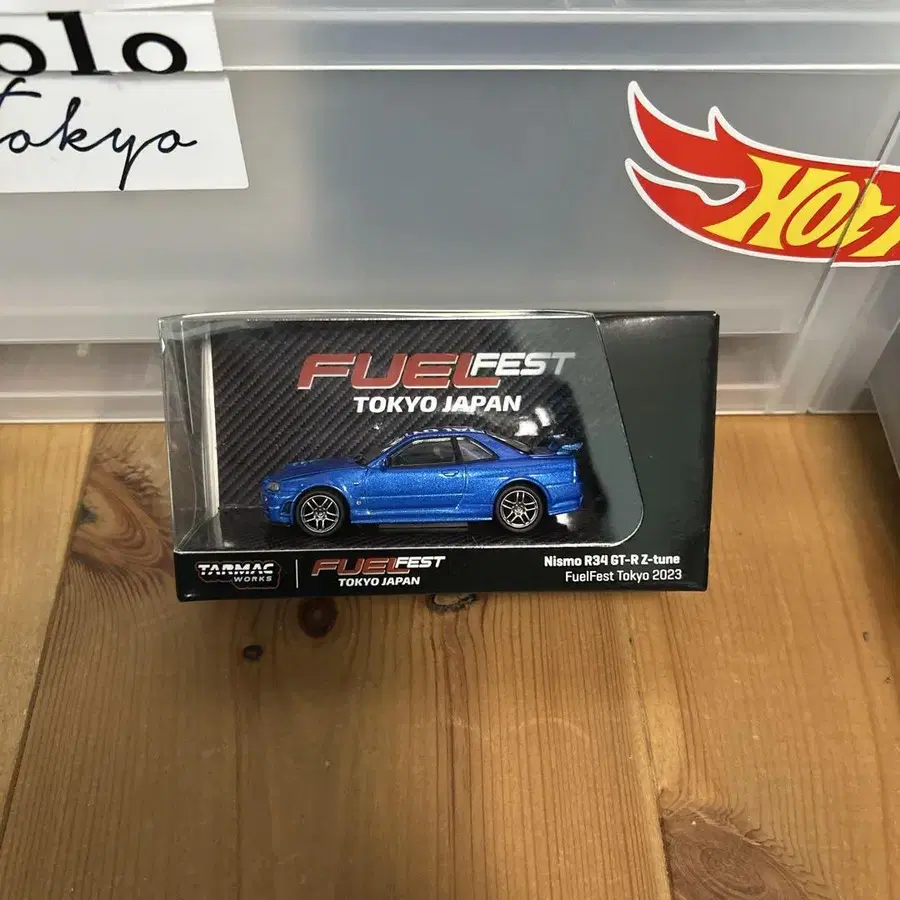 olo
Tokyo
HOT
FUELFEST
TOKYO JAPAN
TARMAC
WORKS
FUELFEST
TOKYO JAPAN
Nismo R34 GT-R Z-tune
FuelFest Tokyo 2023